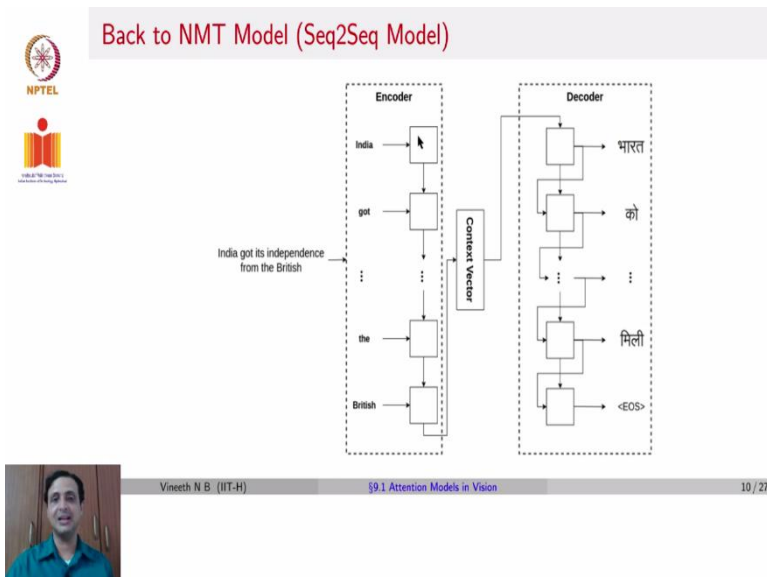 Back to NMT Model (Seq2Seq Model)
NPTEL
Encoder
Decoder
India
भारत
got
को
India got its independence
from the British
Context Vector
⋮
⋮
⋮
⋮
the
मिली
British
<EOS>
Vineeth N B (IIT-H)
§9.1 Attention Models in Vision
10 / 27